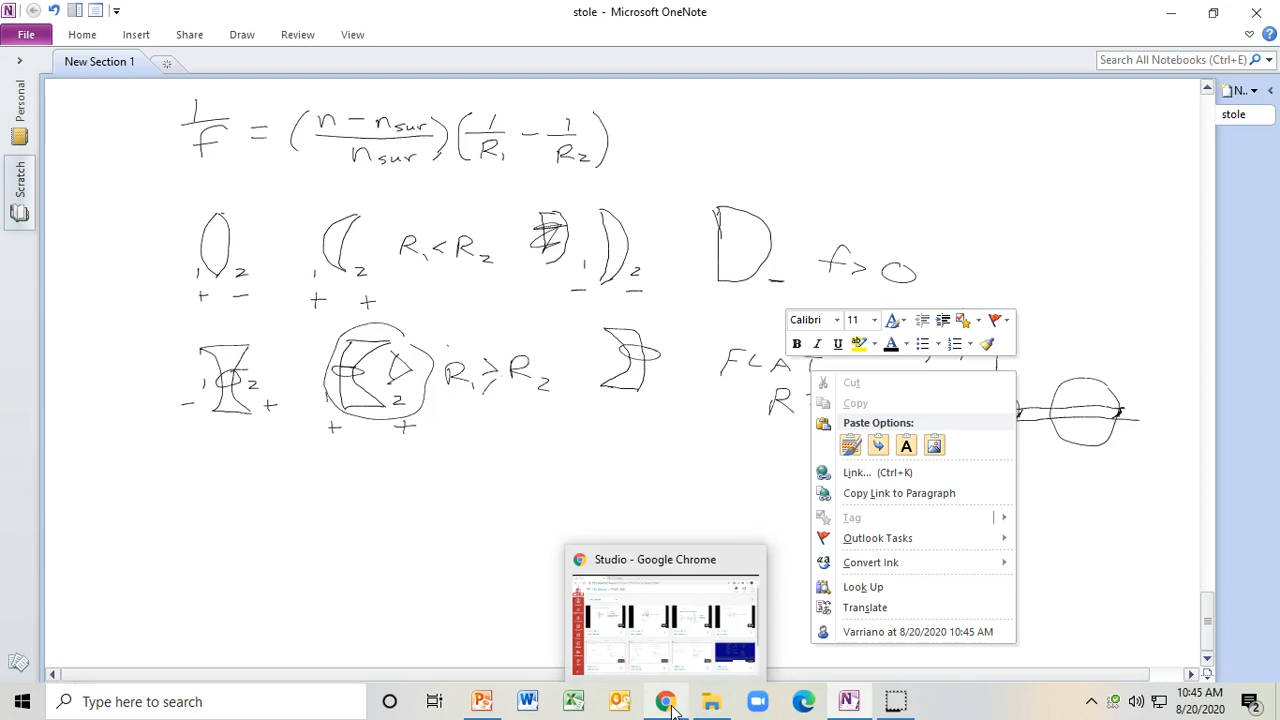 stole - Microsoft OneNote
File Home Insert Share Draw Review View
New Section 1
Search All Notebooks (Ctrl+E)
N..
stole
Personal
Scratch
1/F = (n - nsur / nsur) (1/R1 - 1/R2)
R1 < R2
f > 0
1 2 1 2 1 2
+ - + + - - -
R1 > R2
1 2 2
- + + +
FLA
R
Calibri 11
B I U
Cut
Copy
Paste Options:
Link... (Ctrl+K)
Copy Link to Paragraph
Tag
Outlook Tasks
Convert Ink
Look Up
Translate
Varriano at 8/20/2020 10:45 AM
Studio - Google Chrome
Type here to search
10:45 AM
8/20/2020
2